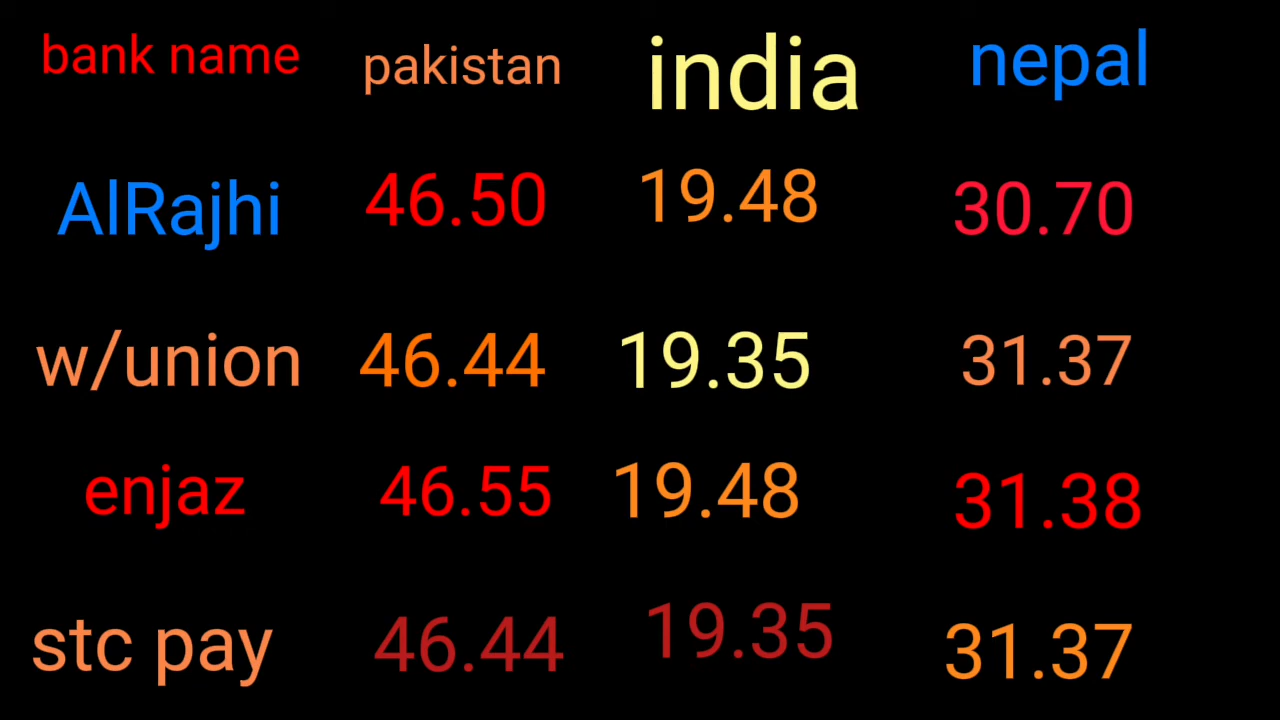 bank name pakistan india nepal
AlRajhi 46.50 19.48 30.70
w/union 46.44 19.35 31.37
enjaz 46.55 19.48 31.38
stc pay 46.44 19.35 31.37